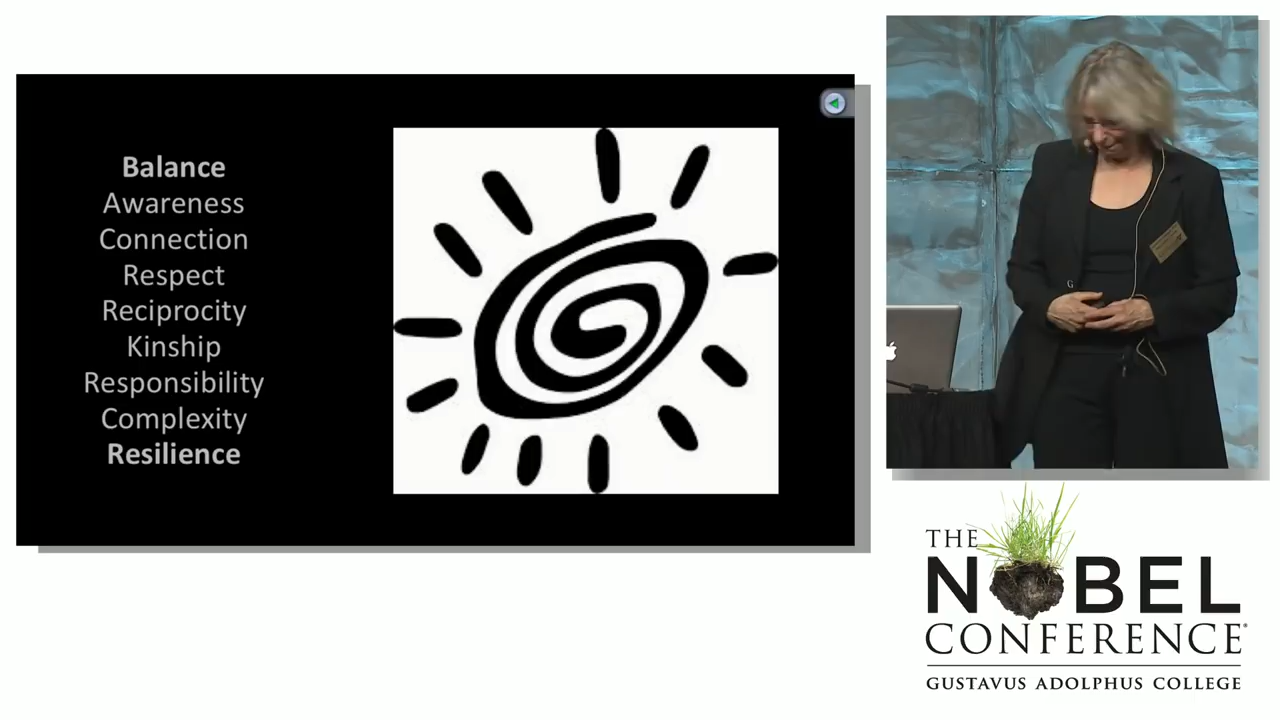 Balance
Awareness
Connection
Respect
Reciprocity
Kinship
Responsibility
Complexity
Resilience
G
THE
NOBEL
CONFERENCE®
GUSTAVUS ADOLPHUS COLLEGE